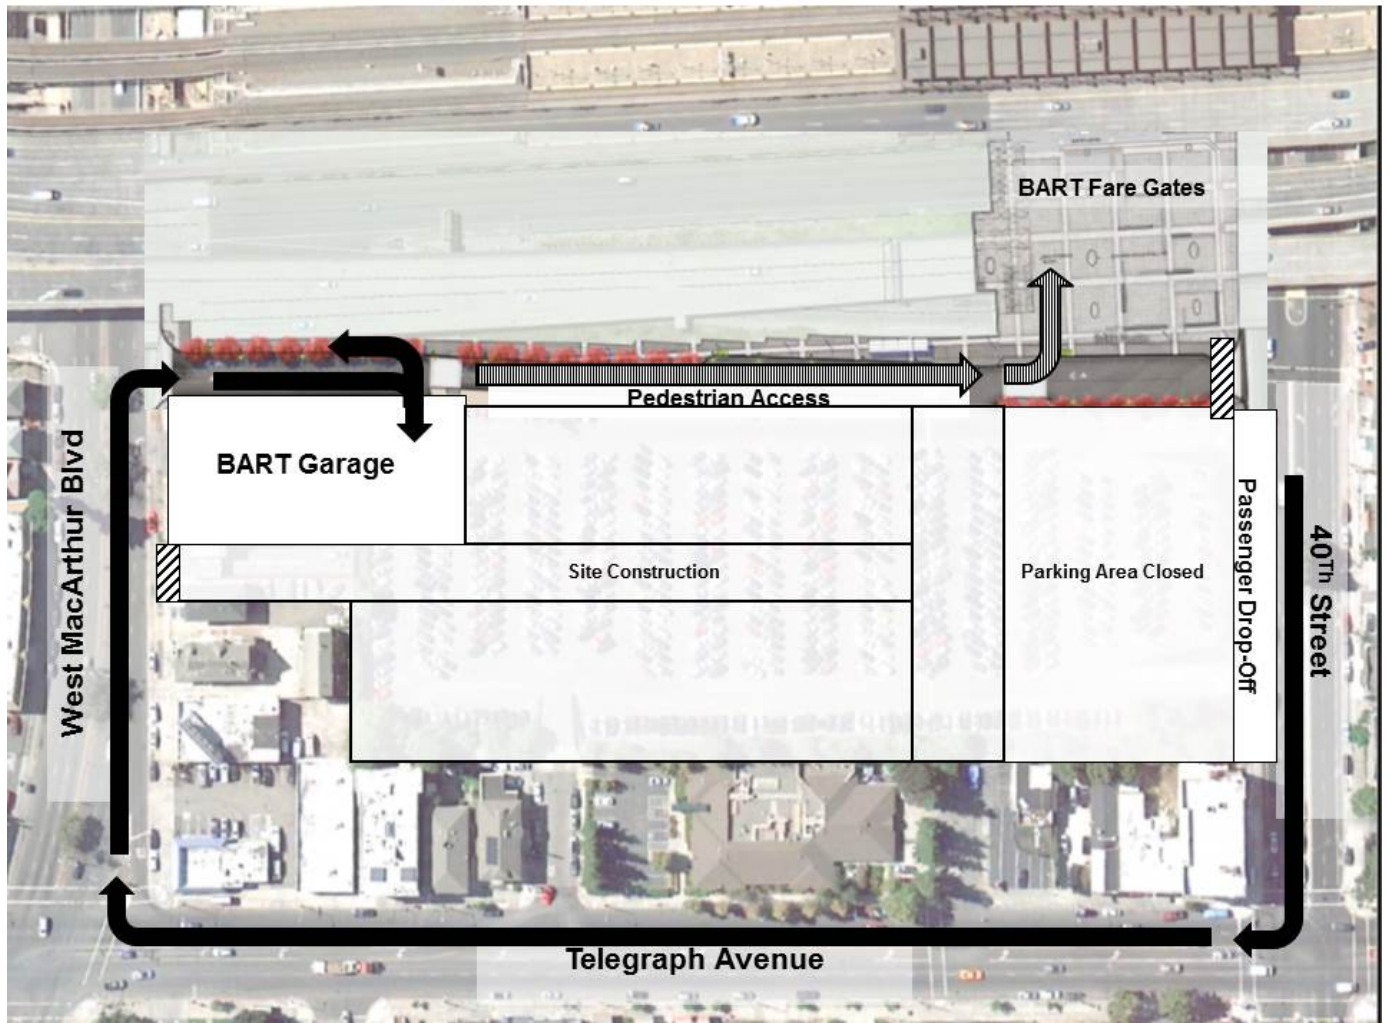 BART Fare Gates
Pedestrian Access
BART Garage
West MacArthur Blvd
Site Construction
Parking Area Closed
Passenger Drop-Off
40Th Street
Telegraph Avenue